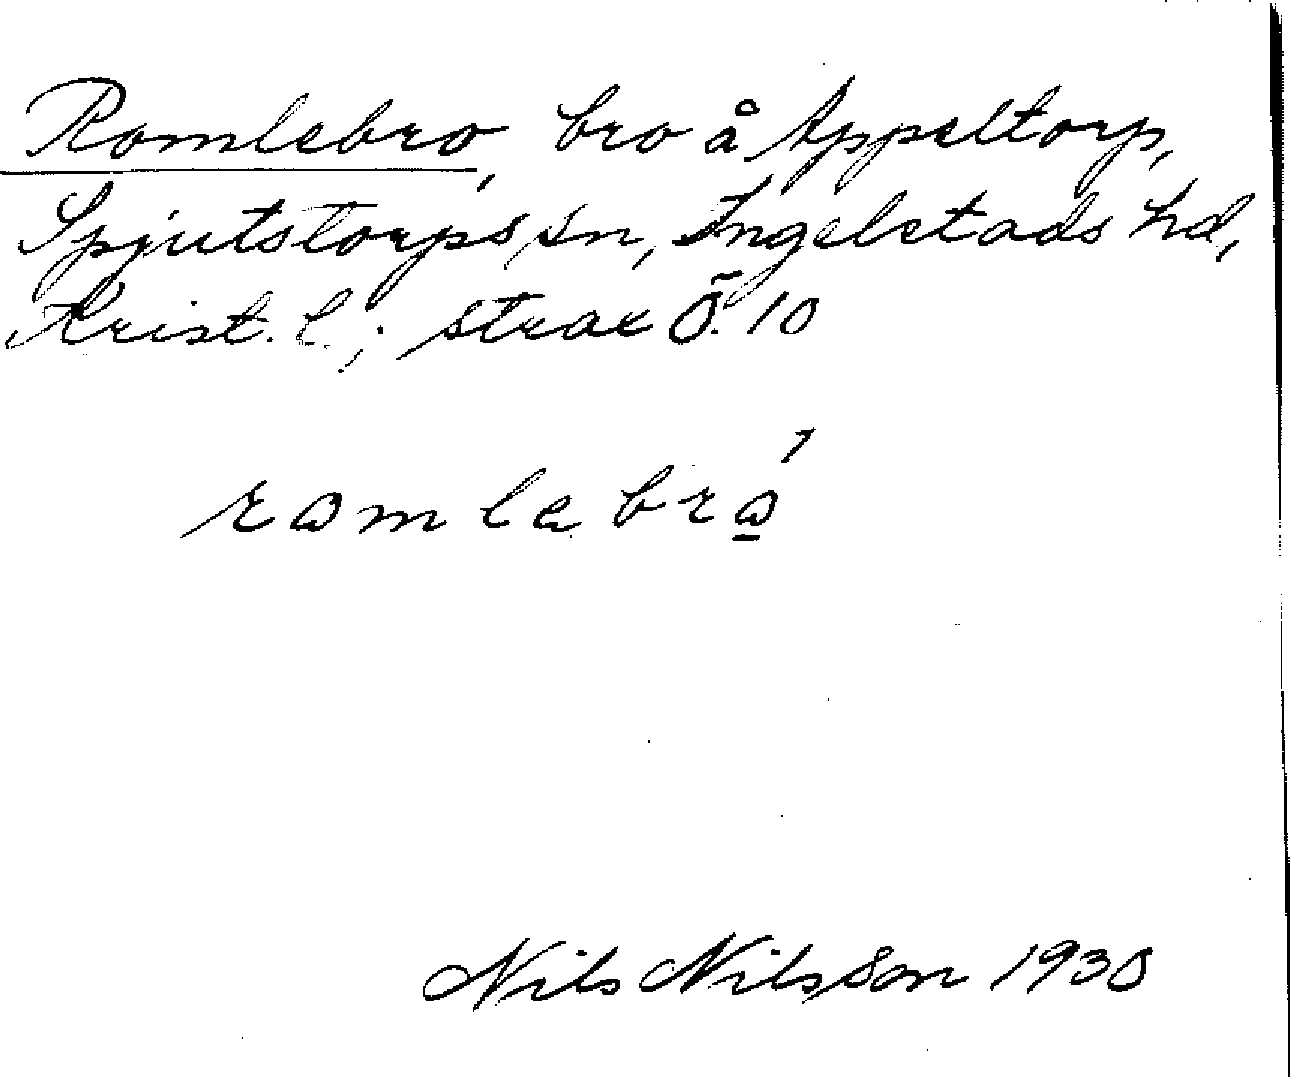 Romlebro, bro å Appeltorp,
Spjutstorps sn, Ingelstads hd,
Krist. l.; strax Ö. 10
ramlebrå
Nils Nilsson 1930